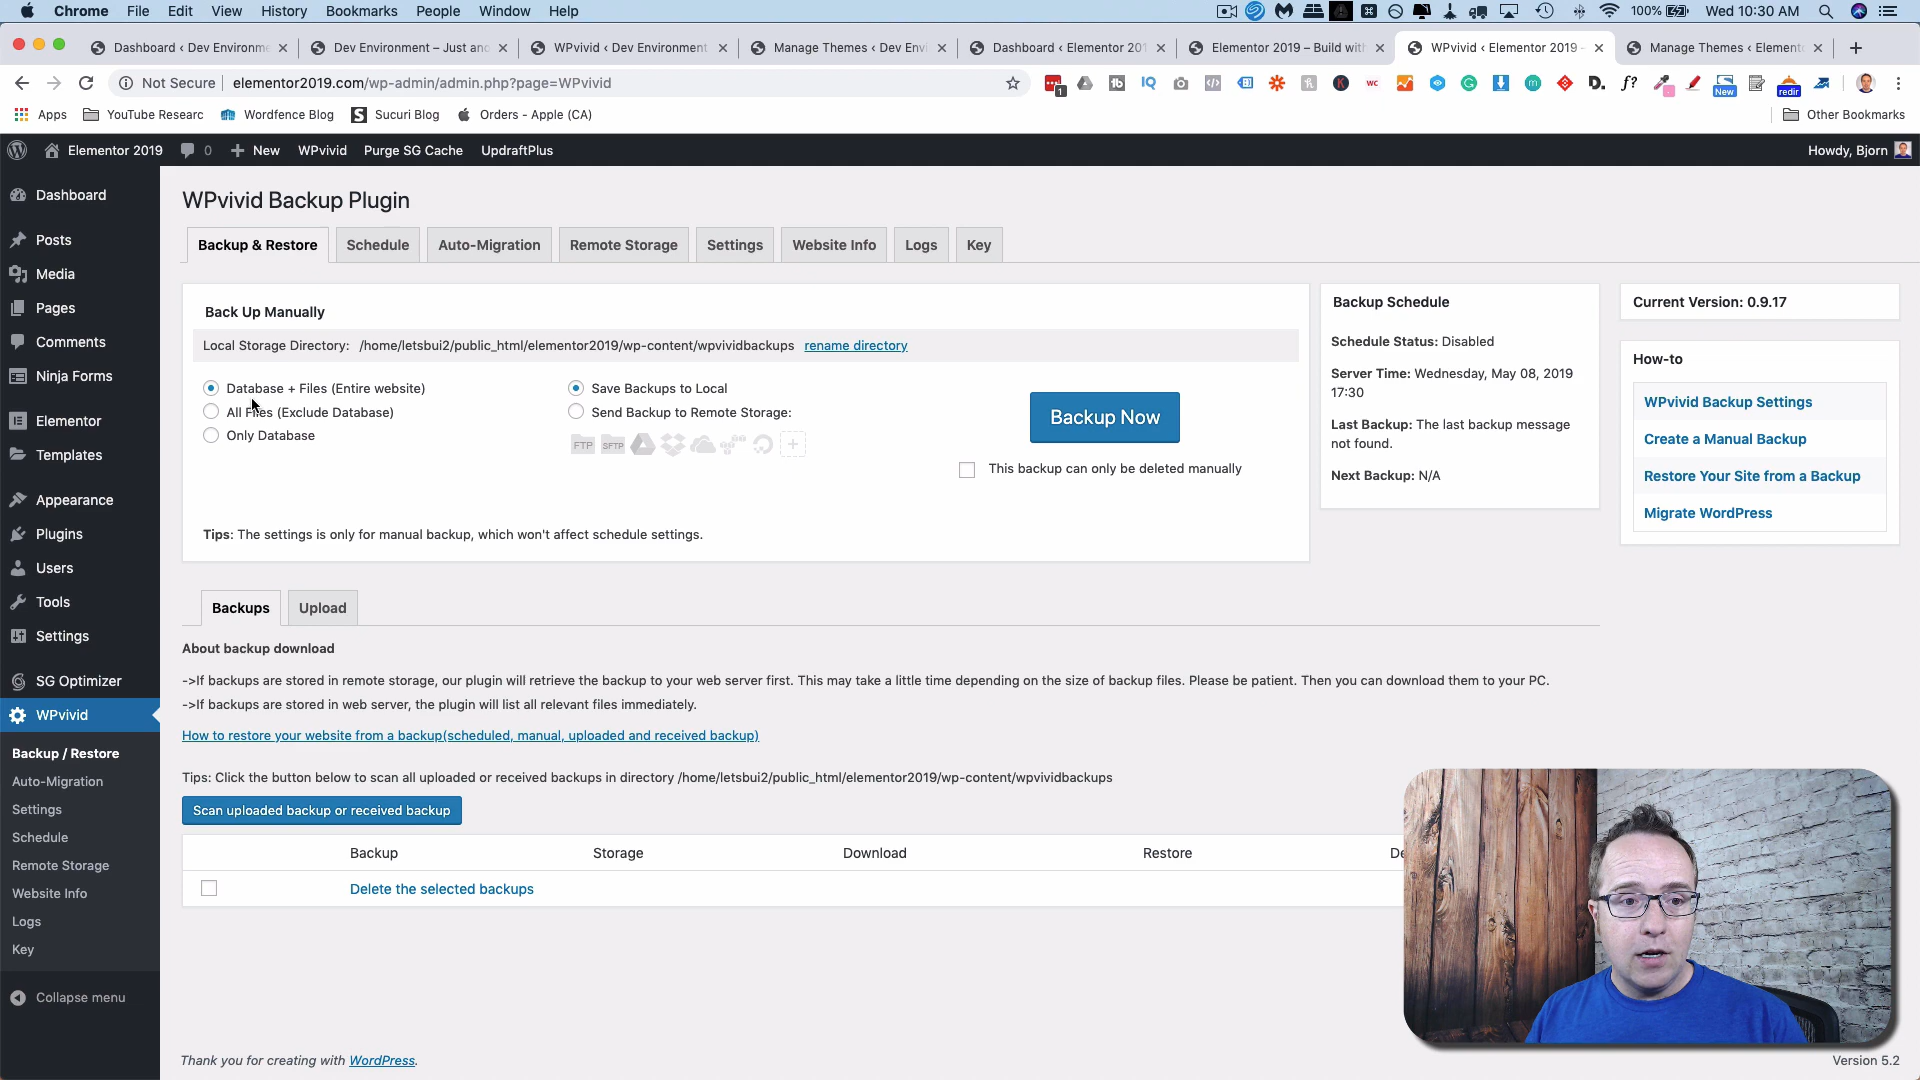 Chrome File Edit View History Bookmarks People Window Help
100% Wed 10:30 AM
Dashboard ‹ Dev Environme
Dev Environment – Just anc
WPvivid ‹ Dev Environment
Manage Themes ‹ Dev Envi
Dashboard ‹ Elementor 201
Elementor 2019 – Build with
WPvivid ‹ Elementor 2019 –
Manage Themes ‹ Element
Not Secure elementor2019.com/wp-admin/admin.php?page=WPvivid
1
New
redir
Apps YouTube Researc Wordfence Blog Sucuri Blog Orders - Apple (CA) Other Bookmarks
Elementor 2019 0 New WPvivid Purge SG Cache UpdraftPlus Howdy, Bjorn
Dashboard
Posts
Media
Pages
Comments
Ninja Forms
Elementor
Templates
Appearance
Plugins
Users
Tools
Settings
SG Optimizer
WPvivid
Backup / Restore
Auto-Migration
Settings
Schedule
Remote Storage
Website Info
Logs
Key
Collapse menu
WPvivid Backup Plugin
Backup & Restore Schedule Auto-Migration Remote Storage Settings Website Info Logs Key
Back Up Manually
Local Storage Directory: /home/letsbui2/public_html/elementor2019/wp-content/wpvividbackups rename directory
Database + Files (Entire website)
All Files (Exclude Database)
Only Database
Save Backups to Local
Send Backup to Remote Storage:
FTP SFTP
Backup Now
This backup can only be deleted manually
Tips: The settings is only for manual backup, which won't affect schedule settings.
Backup Schedule
Schedule Status: Disabled
Server Time: Wednesday, May 08, 2019
17:30
Last Backup: The last backup message
not found.
Next Backup: N/A
Current Version: 0.9.17
How-to
WPvivid Backup Settings
Create a Manual Backup
Restore Your Site from a Backup
Migrate WordPress
Backups Upload
About backup download
->If backups are stored in remote storage, our plugin will retrieve the backup to your web server first. This may take a little time depending on the size of backup files. Please be patient. Then you can download them to your PC.
->If backups are stored in web server, the plugin will list all relevant files immediately.
How to restore your website from a backup(scheduled, manual, uploaded and received backup)
Tips: Click the button below to scan all uploaded or received backups in directory /home/letsbui2/public_html/elementor2019/wp-content/wpvividbackups
Scan uploaded backup or received backup
Backup Storage Download Restore De
Delete the selected backups
Thank you for creating with WordPress.
Version 5.2